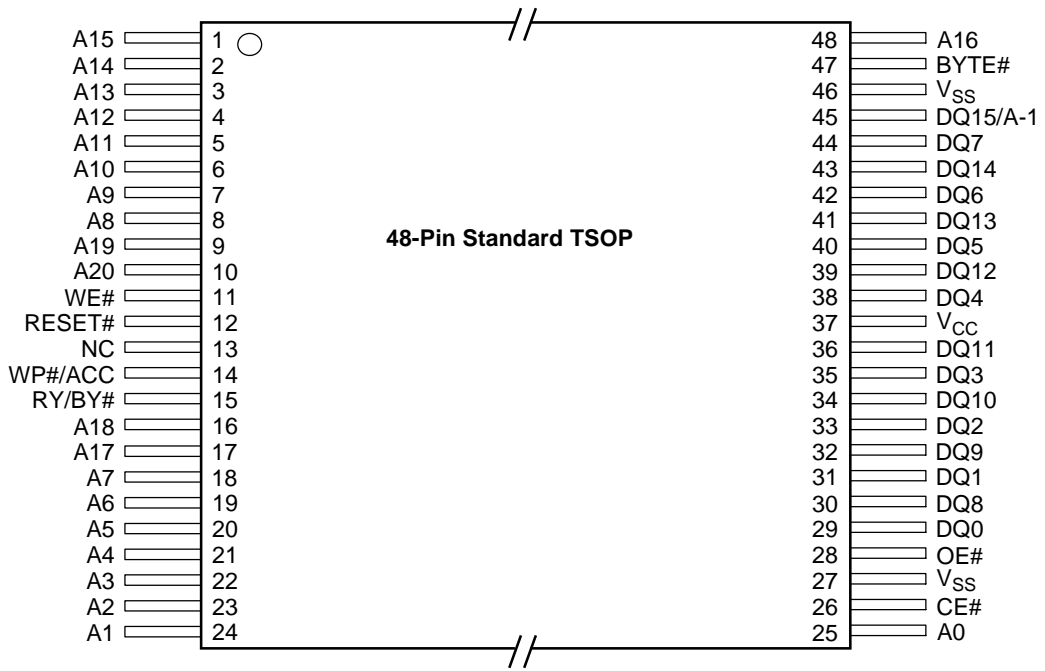 A15 1 48 A16
A14 2 47 BYTE#
A13 3 46 VSS
A12 4 45 DQ15/A-1
A11 5 44 DQ7
A10 6 43 DQ14
A9 7 42 DQ6
A8 8 41 DQ13
48-Pin Standard TSOP
A19 9 40 DQ5
A20 10 39 DQ12
WE# 11 38 DQ4
RESET# 12 37 VCC
NC 13 36 DQ11
WP#/ACC 14 35 DQ3
RY/BY# 15 34 DQ10
A18 16 33 DQ2
A17 17 32 DQ9
A7 18 31 DQ1
A6 19 30 DQ8
A5 20 29 DQ0
A4 21 28 OE#
A3 22 27 VSS
A2 23 26 CE#
A1 24 25 A0